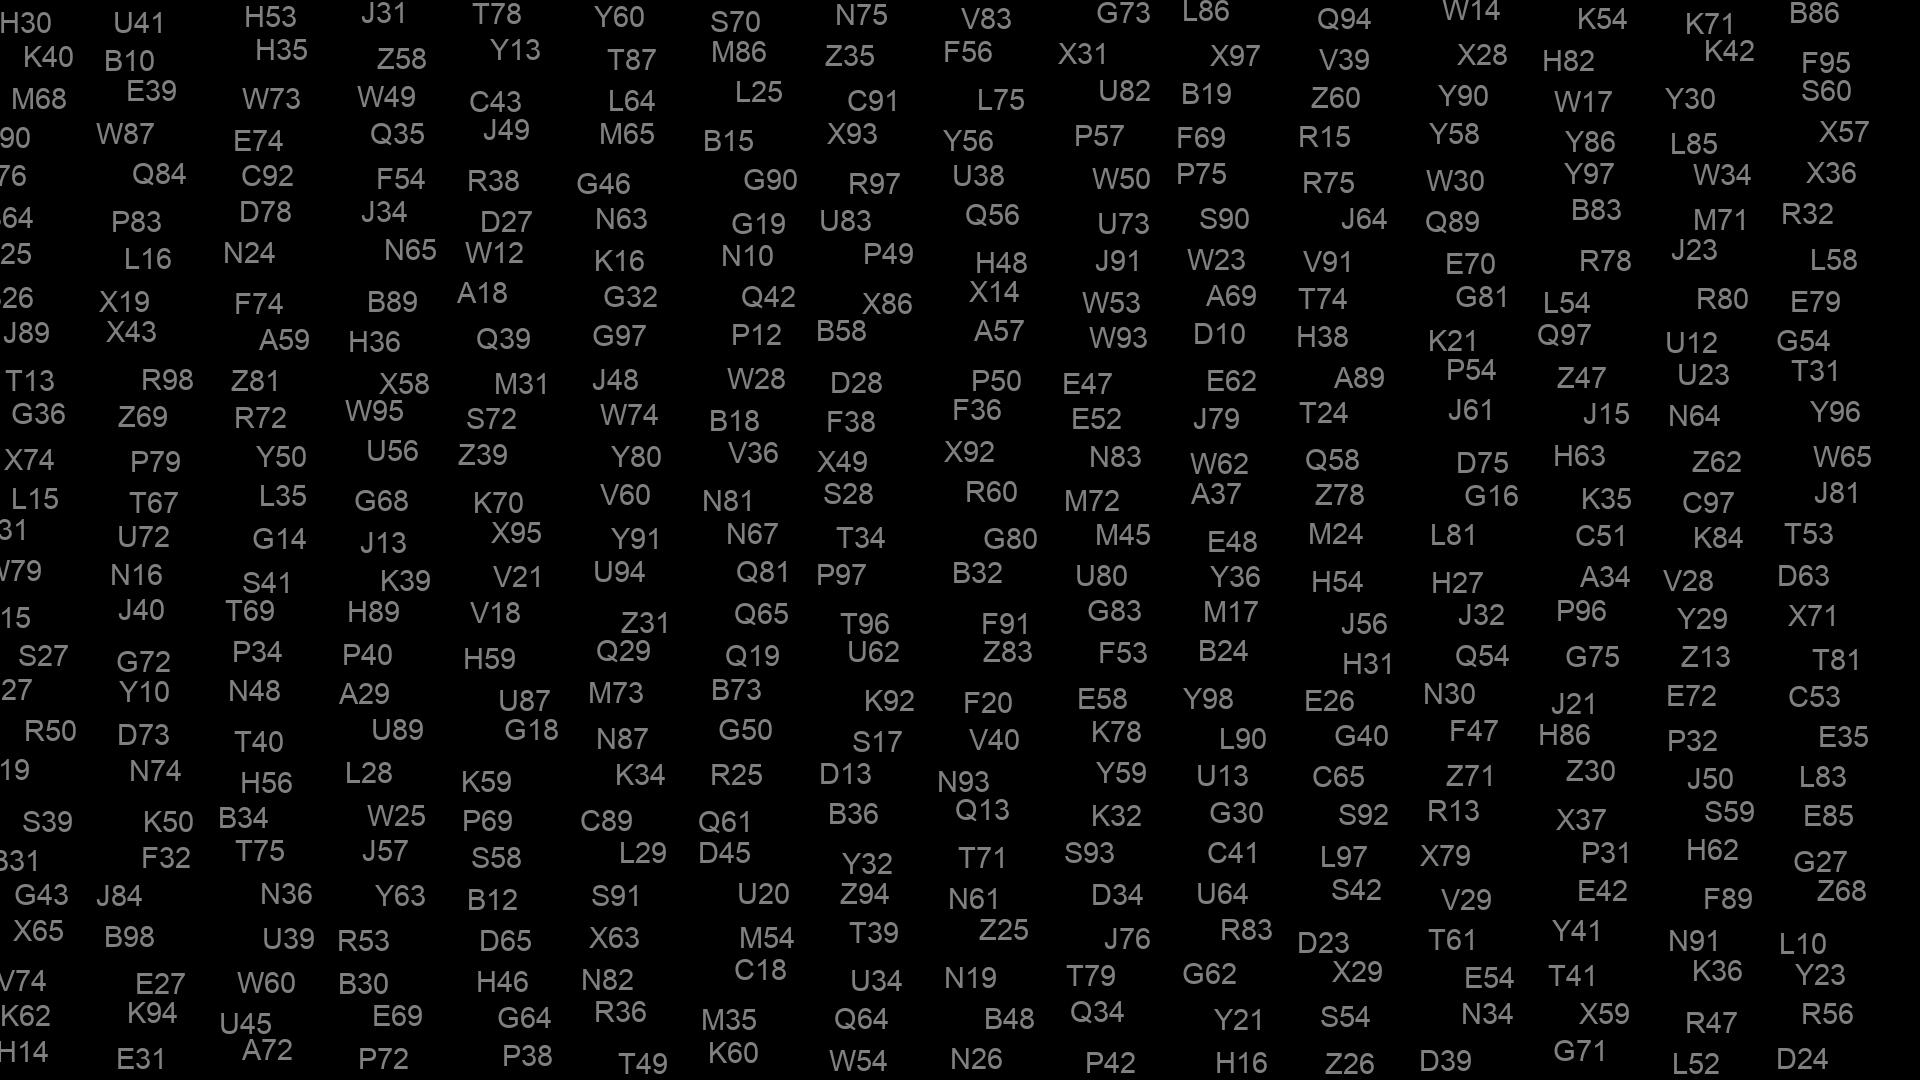 H30 U41 H53 J31 T78 Y60 S70 N75 V83 G73 L86 Q94 W14 K54 K71 B86
K40 B10 H35 Z58 Y13 T87 M86 Z35 F56 X31 X97 V39 X28 H82 K42 F95
M68 E39 W73 W49 C43 L64 L25 C91 L75 U82 B19 Z60 Y90 W17 Y30 S60
90 W87 E74 Q35 J49 M65 B15 X93 Y56 P57 F69 R15 Y58 Y86 L85 X57
76 Q84 C92 F54 R38 G46 G90 R97 U38 W50 P75 R75 W30 Y97 W34 X36
64 P83 D78 J34 D27 N63 G19 U83 Q56 U73 S90 J64 Q89 B83 M71 R32
25 L16 N24 N65 W12 K16 N10 P49 H48 J91 W23 V91 E70 R78 J23 L58
26 X19 F74 B89 A18 G32 Q42 X86 X14 W53 A69 T74 G81 L54 R80 E79
J89 X43 A59 H36 Q39 G97 P12 B58 A57 W93 D10 H38 K21 Q97 U12 G54
T13 R98 Z81 X58 M31 J48 W28 D28 P50 E47 E62 A89 P54 Z47 U23 T31
G36 Z69 R72 W95 S72 W74 B18 F38 F36 E52 J79 T24 J61 J15 N64 Y96
X74 P79 Y50 U56 Z39 Y80 V36 X49 X92 N83 W62 Q58 D75 H63 Z62 W65
L15 T67 L35 G68 K70 V60 N81 S28 R60 M72 A37 Z78 G16 K35 C97 J81
31 U72 G14 J13 X95 Y91 N67 T34 G80 M45 E48 M24 L81 C51 K84 T53
W79 N16 S41 K39 V21 U94 Q81 P97 B32 U80 Y36 H54 H27 A34 V28 D63
15 J40 T69 H89 V18 Z31 Q65 T96 F91 G83 M17 J56 J32 P96 Y29 X71
S27 G72 P34 P40 H59 Q29 Q19 U62 Z83 F53 B24 H31 Q54 G75 Z13 T81
27 Y10 N48 A29 U87 M73 B73 K92 F20 E58 Y98 E26 N30 J21 E72 C53
R50 D73 T40 U89 G18 N87 G50 S17 V40 K78 L90 G40 F47 H86 P32 E35
19 N74 H56 L28 K59 K34 R25 D13 N93 Y59 U13 C65 Z71 Z30 J50 L83
S39 K50 B34 W25 P69 C89 Q61 B36 Q13 K32 G30 S92 R13 X37 S59 E85
B31 F32 T75 J57 S58 L29 D45 Y32 T71 S93 C41 L97 X79 P31 H62 G27
G43 J84 N36 Y63 B12 S91 U20 Z94 N61 D34 U64 S42 V29 E42 F89 Z68
X65 B98 U39 R53 D65 X63 M54 T39 Z25 J76 R83 D23 T61 Y41 N91 L10
V74 E27 W60 B30 H46 N82 C18 U34 N19 T79 G62 X29 E54 T41 K36 Y23
K62 K94 U45 E69 G64 R36 M35 Q64 B48 Q34 Y21 S54 N34 X59 R47 R56
H14 E31 A72 P72 P38 T49 K60 W54 N26 P42 H16 Z26 D39 G71 L52 D24